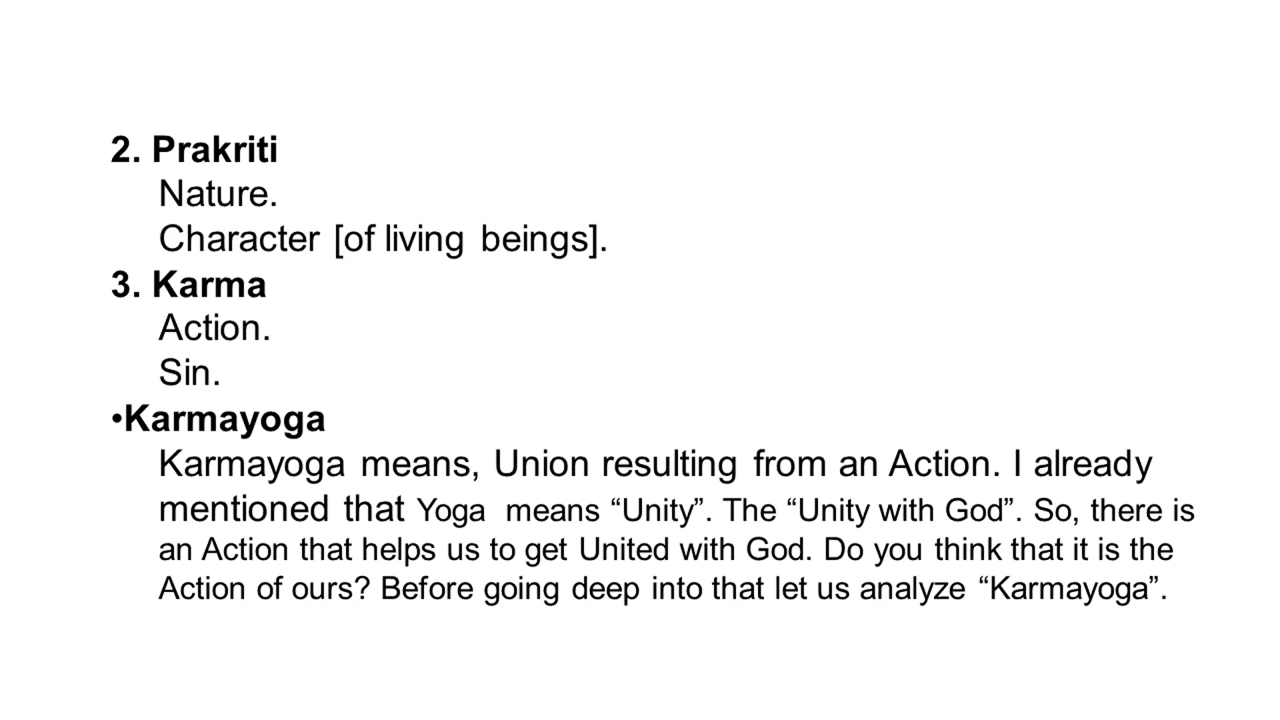 2. Prakriti
Nature.
Character [of living beings].
3. Karma
Action.
Sin.
•Karmayoga
Karmayoga means, Union resulting from an Action. I already
mentioned that Yoga means “Unity”. The “Unity with God”. So, there is
an Action that helps us to get United with God. Do you think that it is the
Action of ours? Before going deep into that let us analyze “Karmayoga”.